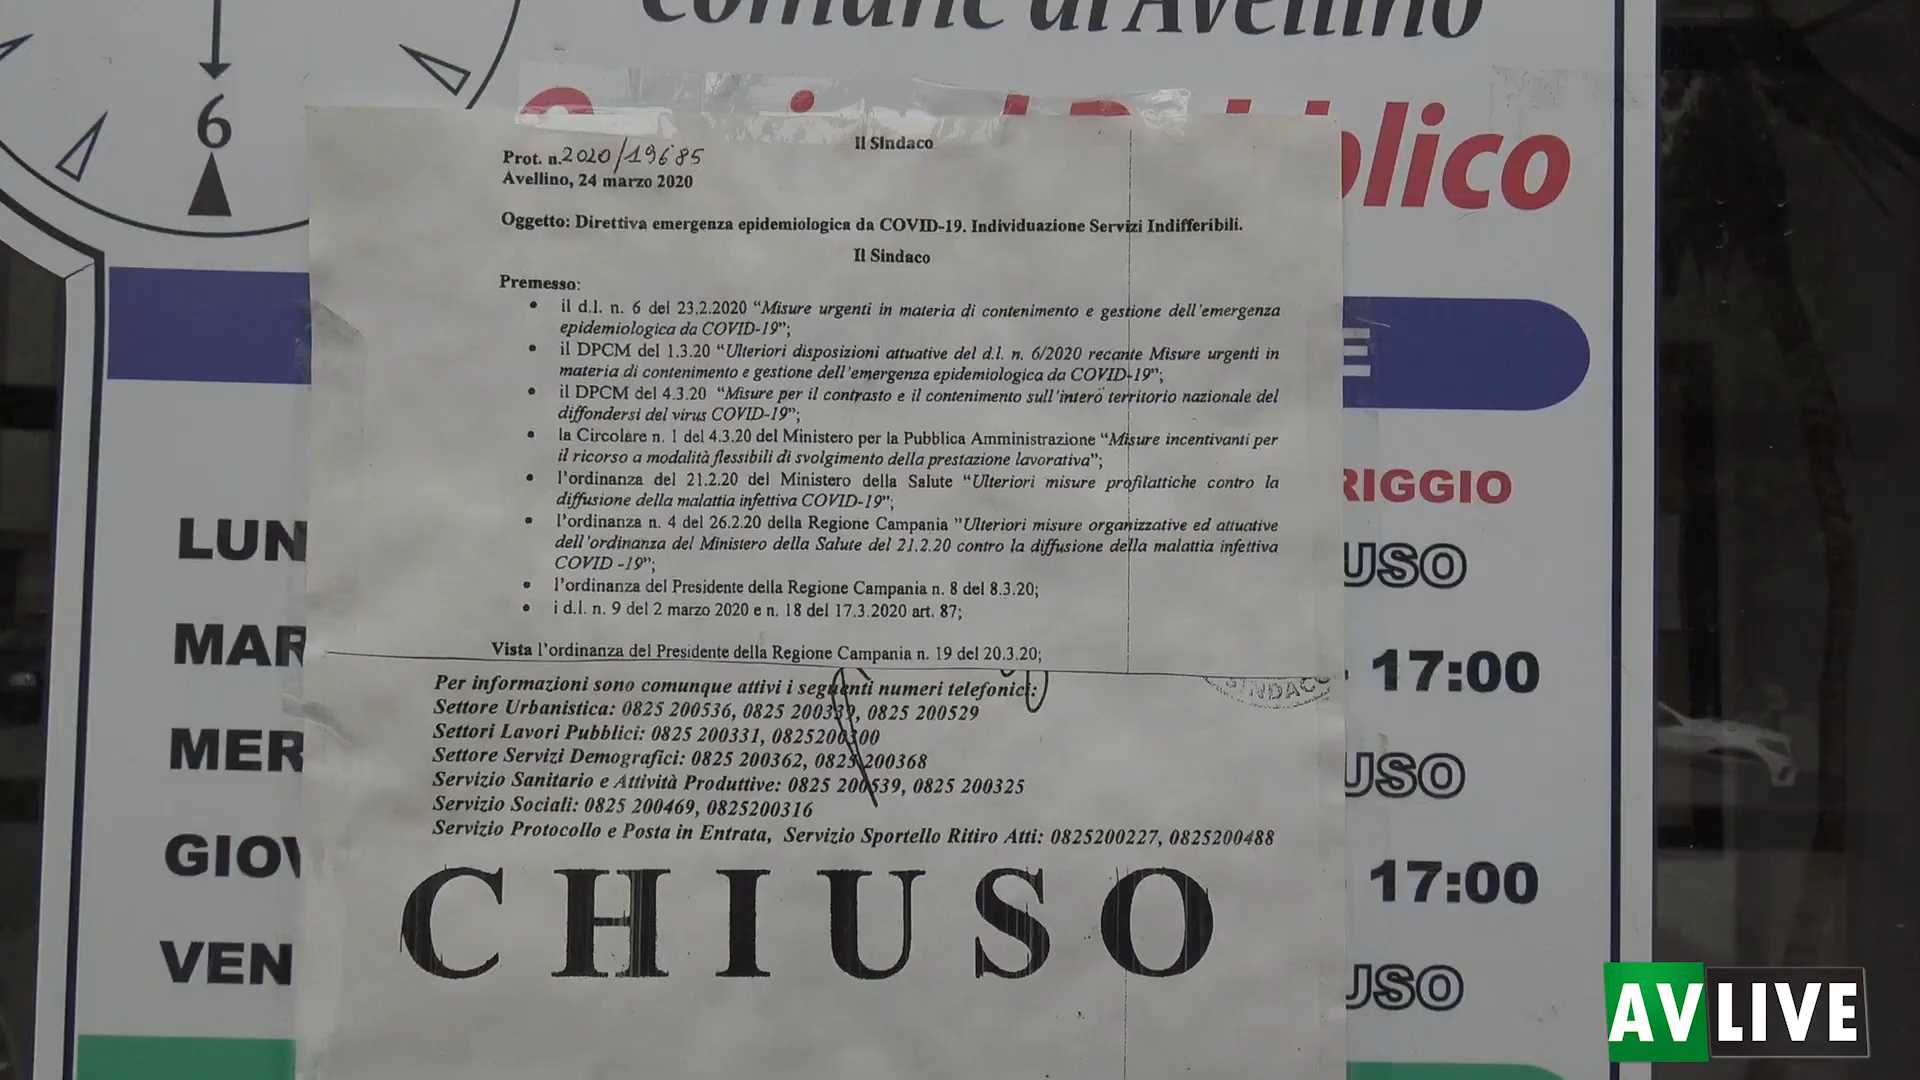 Comune di Avellino
6
blico
Il Sindaco
Prot. n.2020/19685
Avellino, 24 marzo 2020
Oggetto: Direttiva emergenza epidemiologica da COVID-19. Individuazione Servizi Indifferibili.
Il Sindaco
Premesso:
• il d.l. n. 6 del 23.2.2020 “Misure urgenti in materia di contenimento e gestione dell’emergenza
epidemiologica da COVID-19”;
• il DPCM del 1.3.20 “Ulteriori disposizioni attuative del d.l. n. 6/2020 recante Misure urgenti in
materia di contenimento e gestione dell’emergenza epidemiologica da COVID-19”;
• il DPCM del 4.3.20 “Misure per il contrasto e il contenimento sull’intero territorio nazionale del
diffondersi del virus COVID-19”;
• la Circolare n. 1 del 4.3.20 del Ministero per la Pubblica Amministrazione “Misure incentivanti per
il ricorso a modalità flessibili di svolgimento della prestazione lavorativa”;
• l’ordinanza del 21.2.20 del Ministero della Salute “Ulteriori misure profilattiche contro la
diffusione della malattia infettiva COVID-19”;
• l’ordinanza n. 4 del 26.2.20 della Regione Campania "Ulteriori misure organizzative ed attuative
dell’ordinanza del Ministero della Salute del 21.2.20 contro la diffusione della malattia infettiva
COVID -19”;
• l’ordinanza del Presidente della Regione Campania n. 8 del 8.3.20;
• i d.l. n. 9 del 2 marzo 2020 e n. 18 del 17.3.2020 art. 87;
Vista l’ordinanza del Presidente della Regione Campania n. 19 del 20.3.20;
SINDACO
Per informazioni sono comunque attivi i seguenti numeri telefonici:
Settore Urbanistica: 0825 200536, 0825 200339, 0825 200529
Settori Lavori Pubblici: 0825 200331, 0825200300
Settore Servizi Demografici: 0825 200362, 0825 200368
Servizio Sanitario e Attività Produttive: 0825 200539, 0825 200325
Servizio Sociali: 0825 200469, 0825200316
Servizio Protocollo e Posta in Entrata, Servizio Sportello Ritiro Atti: 0825200227, 0825200488
CHIUSO
E
RIGGIO
LUN
USO
MAR
- 17:00
MER
USO
GIOV
17:00
VEN
USO
AVLIVE